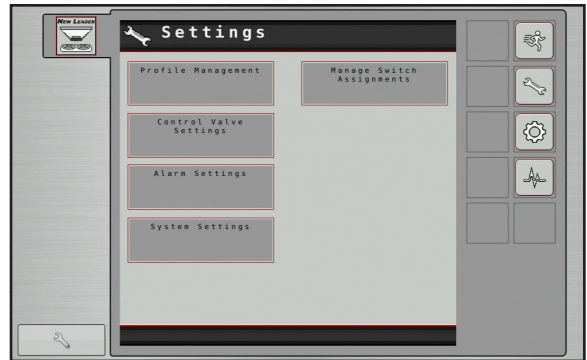 NEW LEADER
Settings
Profile Management
Manage Switch
Assignments
Control Valve
Settings
Alarm Settings
System Settings